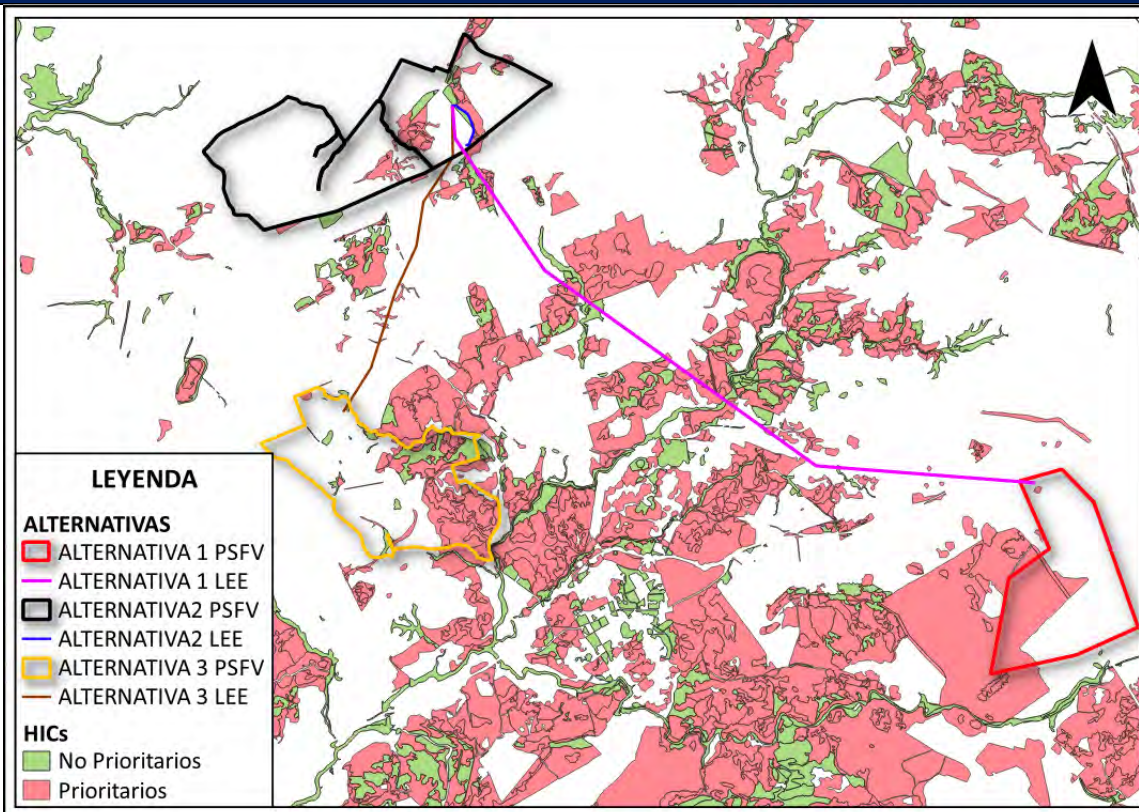 LEYENDA
ALTERNATIVAS
ALTERNATIVA 1 PSFV
ALTERNATIVA 1 LEE
ALTERNATIVA2 PSFV
ALTERNATIVA2 LEE
ALTERNATIVA 3 PSFV
ALTERNATIVA 3 LEE
HICs
No Prioritarios
Prioritarios